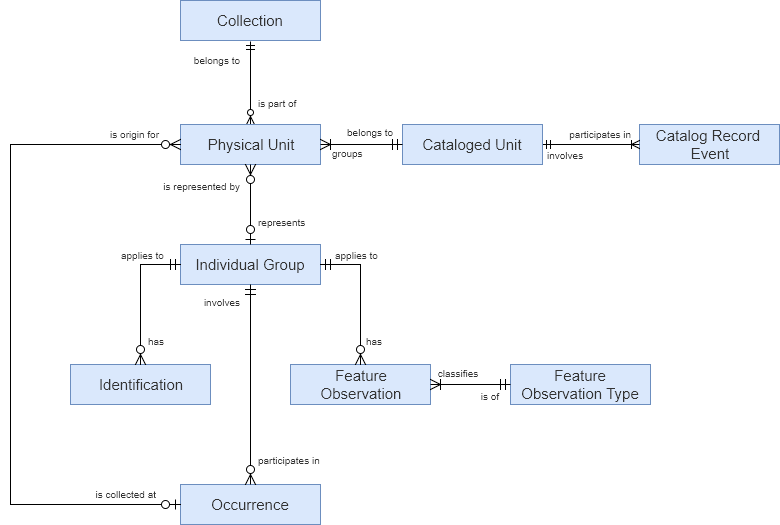 Collection
belongs to
is part of
is origin for
Physical Unit
belongs to
groups
Cataloged Unit
participates in
involves
Catalog Record
Event
is represented by
represents
applies to
Individual Group
applies to
involves
has
has
Identification
Feature
Observation
classifies
is of
Feature
Observation Type
participates in
is collected at
Occurrence